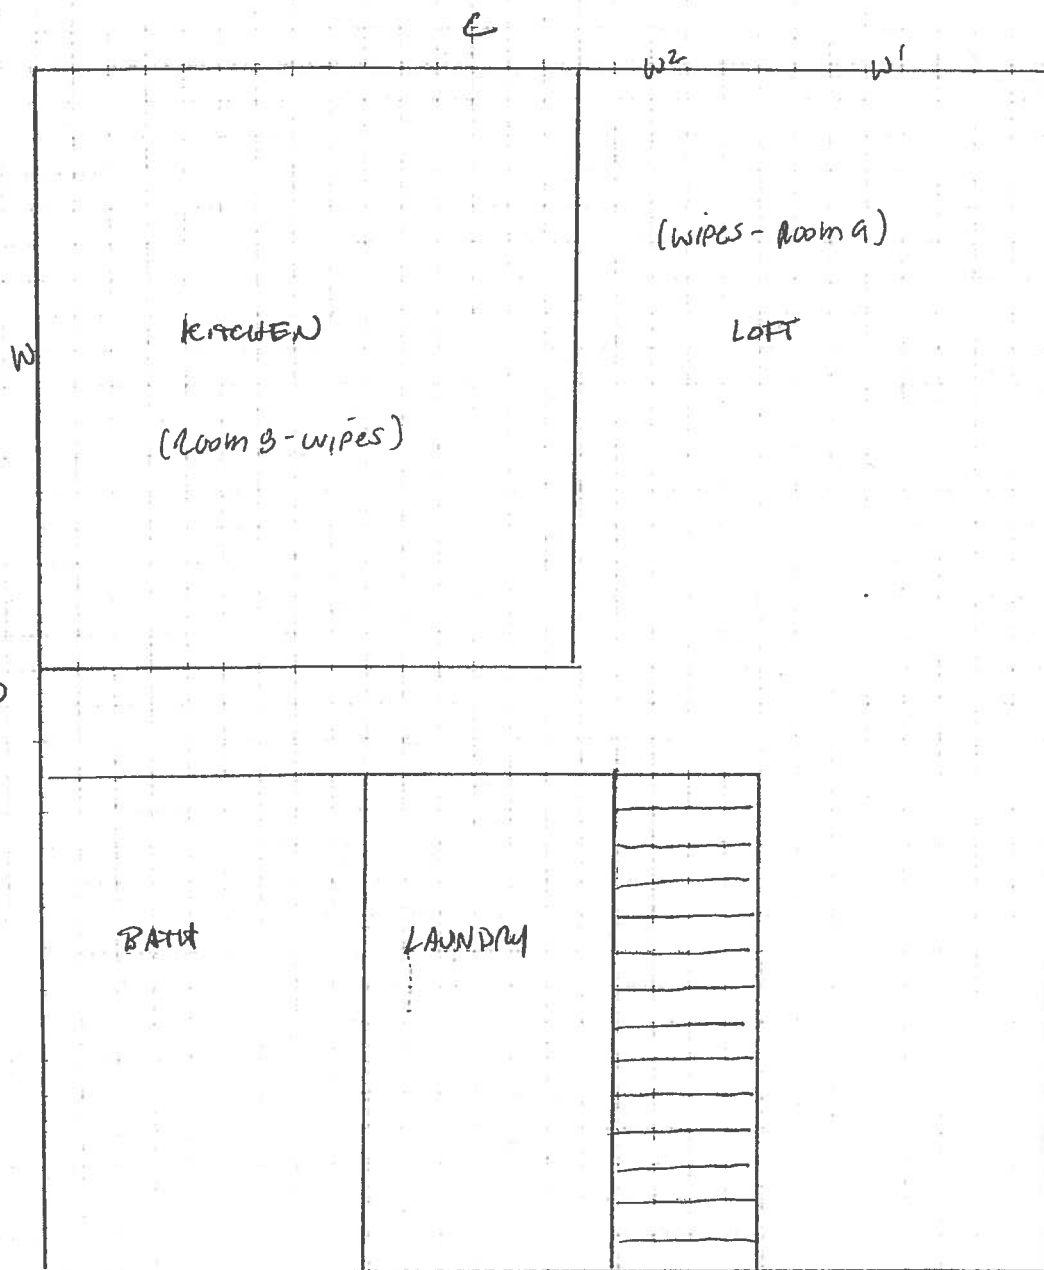 C
W² W¹
(wipes - Room 9)
KITCHEN
LOFT
W
(Room 8 - wipes)
D
BATH
LAUNDRY